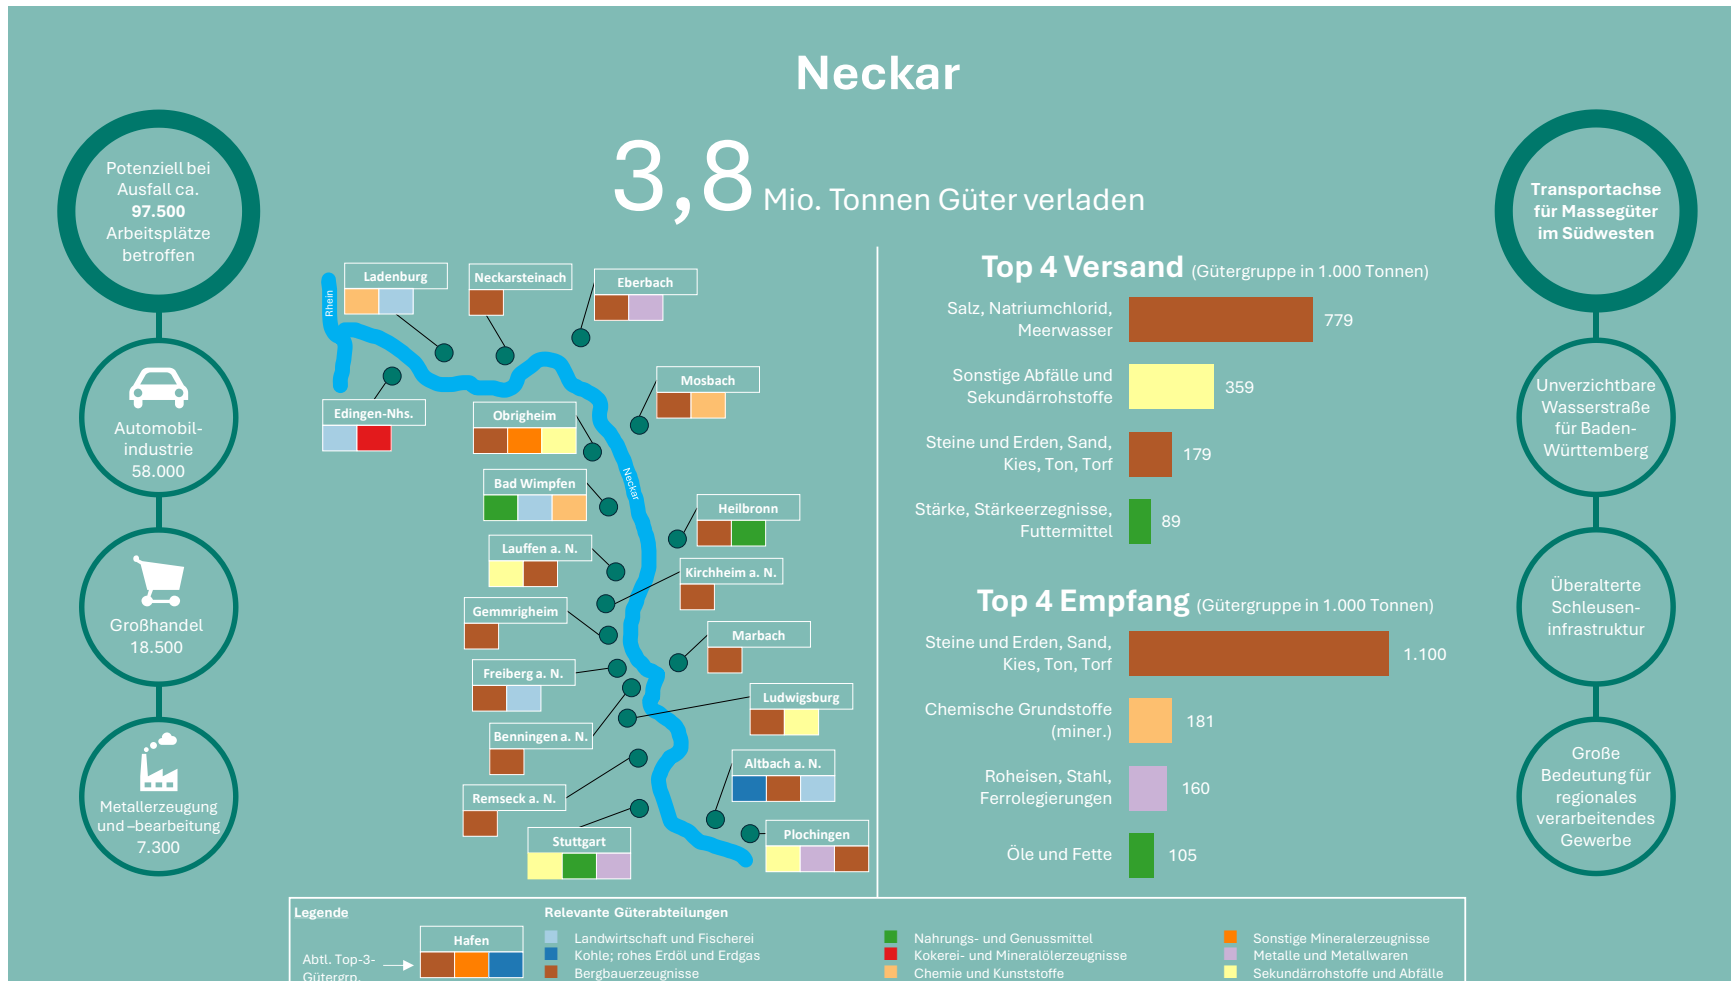 Neckar
3,8 Mio. Tonnen Güter verladen
Potenziell bei
Ausfall ca.
97.500
Arbeitsplätze
betroffen
Automobil-
industrie
58.000
Großhandel
18.500
Metallerzeugung
und –bearbeitung
7.300
Rhein
Ladenburg
Neckarsteinach
Eberbach
Edingen-Nhs.
Obrigheim
Mosbach
Neckar
Bad Wimpfen
Heilbronn
Lauffen a. N.
Kirchheim a. N.
Gemmrigheim
Marbach
Freiberg a. N.
Ludwigsburg
Benningen a. N.
Altbach a. N.
Remseck a. N.
Stuttgart
Plochingen
Top 4 Versand (Gütergruppe in 1.000 Tonnen)
Salz, Natriumchlorid,
Meerwasser
779
Sonstige Abfälle und
Sekundärrohstoffe
359
Steine und Erden, Sand,
Kies, Ton, Torf
179
Stärke, Stärkeerzegnisse,
Futtermittel
89
Top 4 Empfang (Gütergruppe in 1.000 Tonnen)
Steine und Erden, Sand,
Kies, Ton, Torf
1.100
Chemische Grundstoffe
(miner.)
181
Roheisen, Stahl,
Ferrolegierungen
160
Öle und Fette
105
Transportachse
für Massegüter
im Südwesten
Unverzichtbare
Wasserstraße
für Baden-
Württemberg
Überalterte
Schleusen-
infrastruktur
Große
Bedeutung für
regionales
verarbeitendes
Gewerbe
Legende
Hafen
Abtl. Top-3-
Gütergrp.
Relevante Güterabteilungen
Landwirtschaft und Fischerei
Kohle; rohes Erdöl und Erdgas
Bergbauerzeugnisse
Nahrungs- und Genussmittel
Kokerei- und Mineralölerzeugnisse
Chemie und Kunststoffe
Sonstige Mineralerzeugnisse
Metalle und Metallwaren
Sekundärrohstoffe und Abfälle